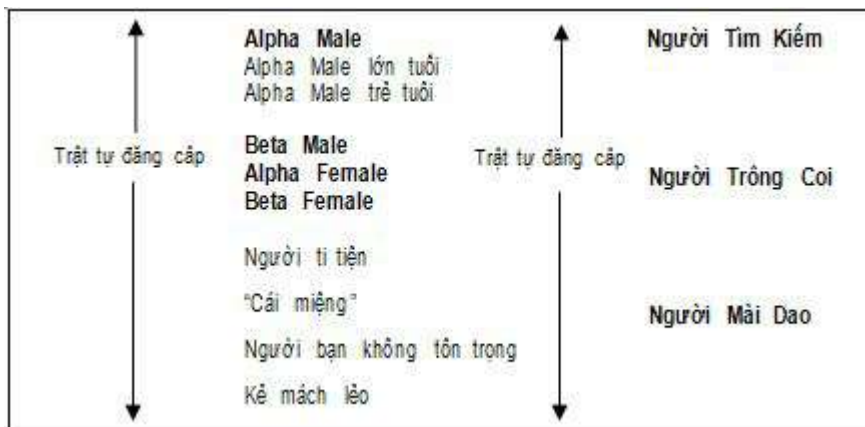 Alpha Male
Alpha Male lớn tuổi
Alpha Male trẻ tuổi
Trật tự đẳng cấp
Beta Male
Alpha Female
Beta Female
Người ti tiện
“Cái miệng”
Người bạn không tôn trọng
Kẻ mách lẻo
Trật tự đẳng cấp
Người Tìm Kiếm
Người Trông Coi
Người Mài Dao